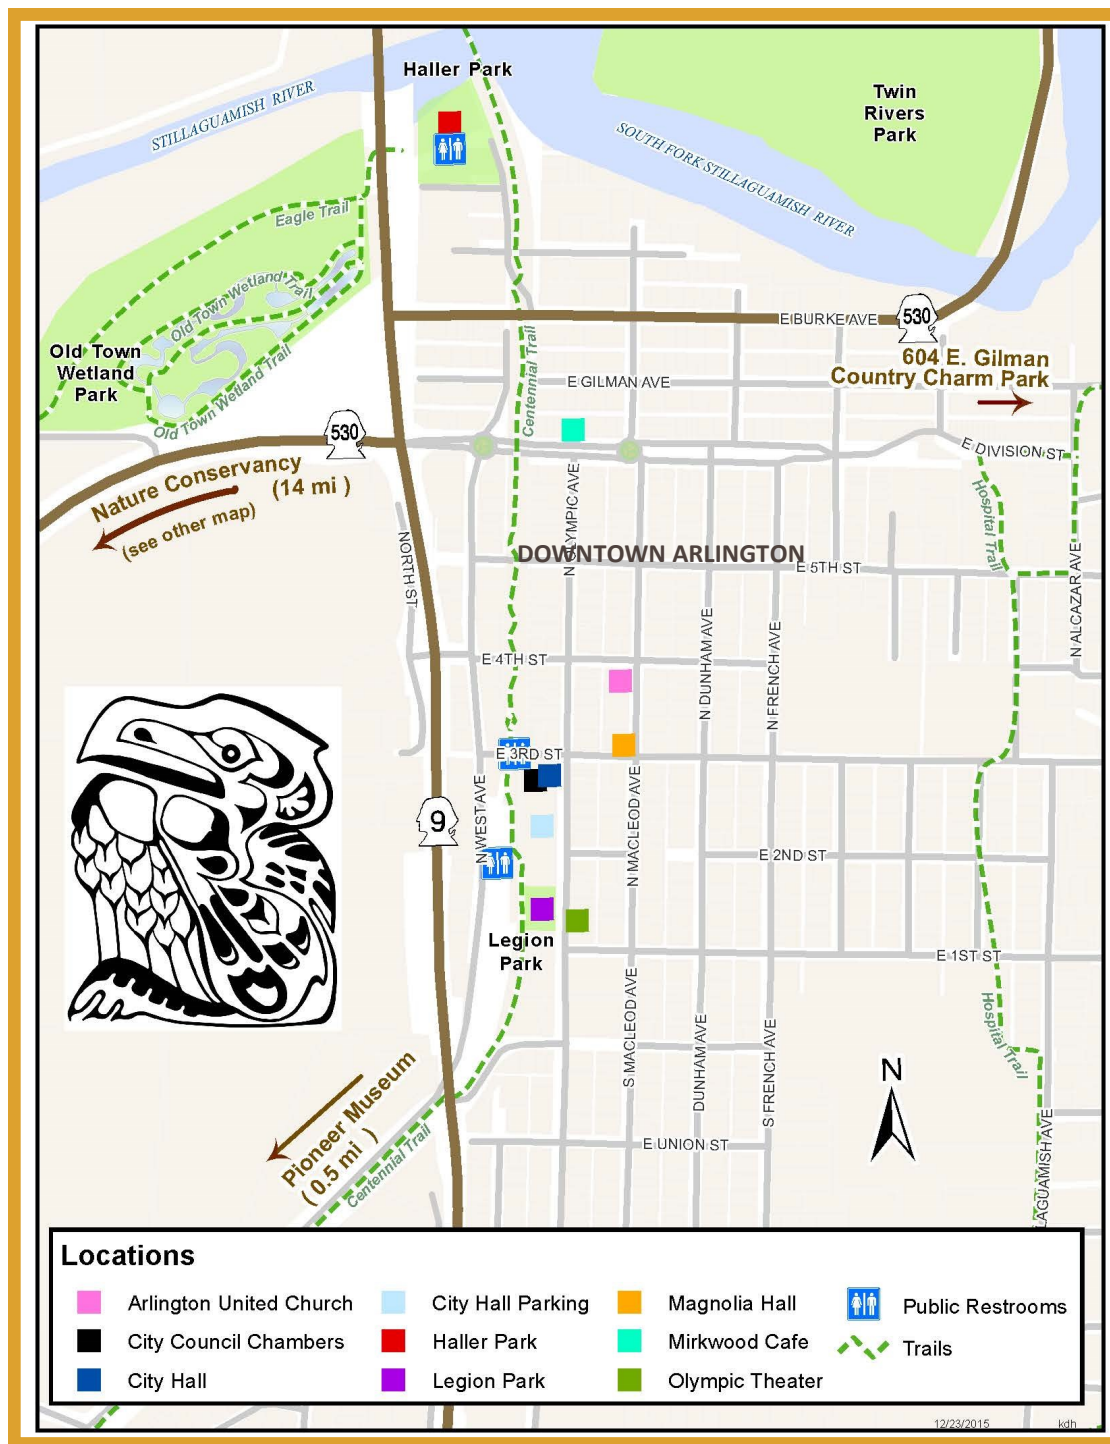 Haller Park
Twin
Rivers
Park
STILLAGUAMISH RIVER
SOUTH FORK STILLAGUAMISH RIVER
Eagle Trail
Old Town Wetland Trail
Old Town
Wetland
Park
Old Town Wetland Trail
E BURKE AVE
530
604 E. Gilman
Country Charm Park
Centennial Trail
E GILMAN AVE
530
E DIVISION ST
Nature Conservancy
(14 mi )
(see other map)
Hospital Trail
N OLYMPIC AVE
NORTH ST
DOWNTOWN ARLINGTON
E 5TH ST
N ALCAZAR AVE
E 4TH ST
N DUNHAM AVE
N FRENCH AVE
E 3RD ST
N WEST AVE
9
N MACLEOD AVE
E 2ND ST
Legion
Park
E 1ST ST
S MACLEOD AVE
DUNHAM AVE
S FRENCH AVE
Hospital Trail
N
Pioneer Museum
( 0.5 mi )
Centennial Trail
E UNION ST
LAGUAMISH AVE
Locations
Arlington United Church
City Council Chambers
City Hall
City Hall Parking
Haller Park
Legion Park
Magnolia Hall
Mirkwood Cafe
Olympic Theater
Public Restrooms
Trails
12/23/2015
kdh